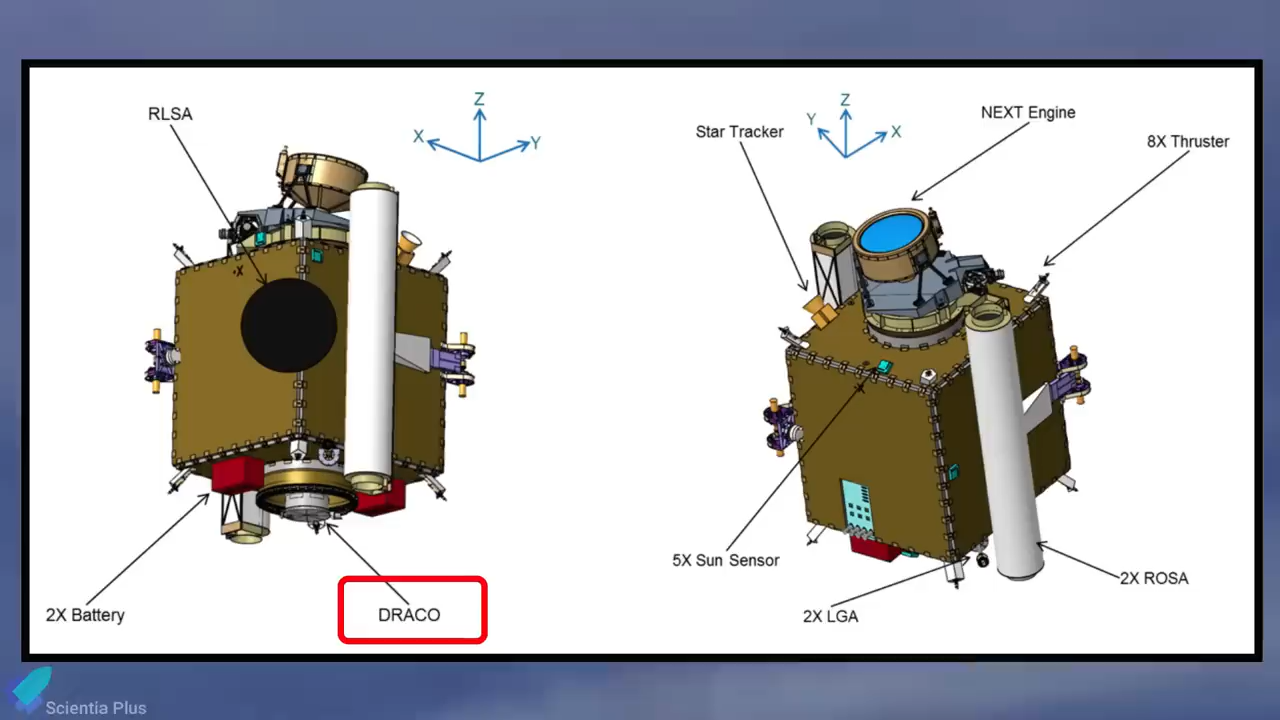 RLSA
Z
X
Y
2X Battery
DRACO
Star Tracker
Z
Y
X
NEXT Engine
8X Thruster
5X Sun Sensor
2X LGA
2X ROSA
Scientia Plus